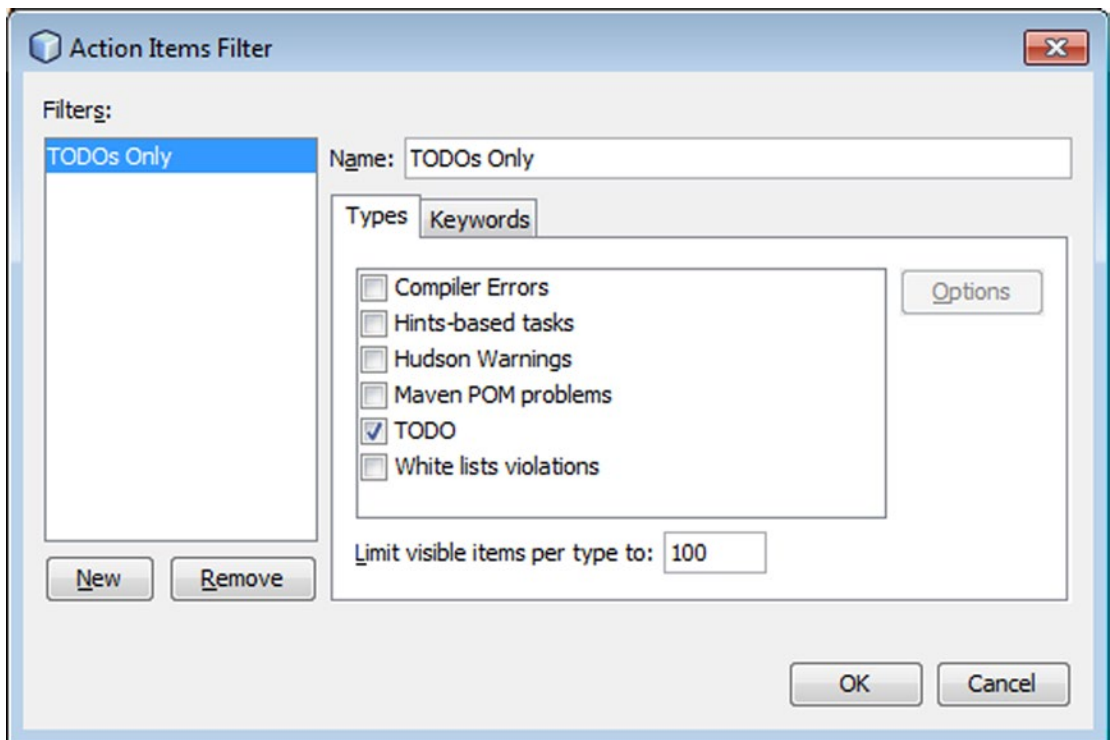 Action Items Filter
Filters:
TODOs Only
Name: TODOs Only
Types Keywords
Compiler Errors
Options
Hints-based tasks
Hudson Warnings
Maven POM problems
TODO
White lists violations
Limit visible items per type to: 100
New Remove
OK Cancel